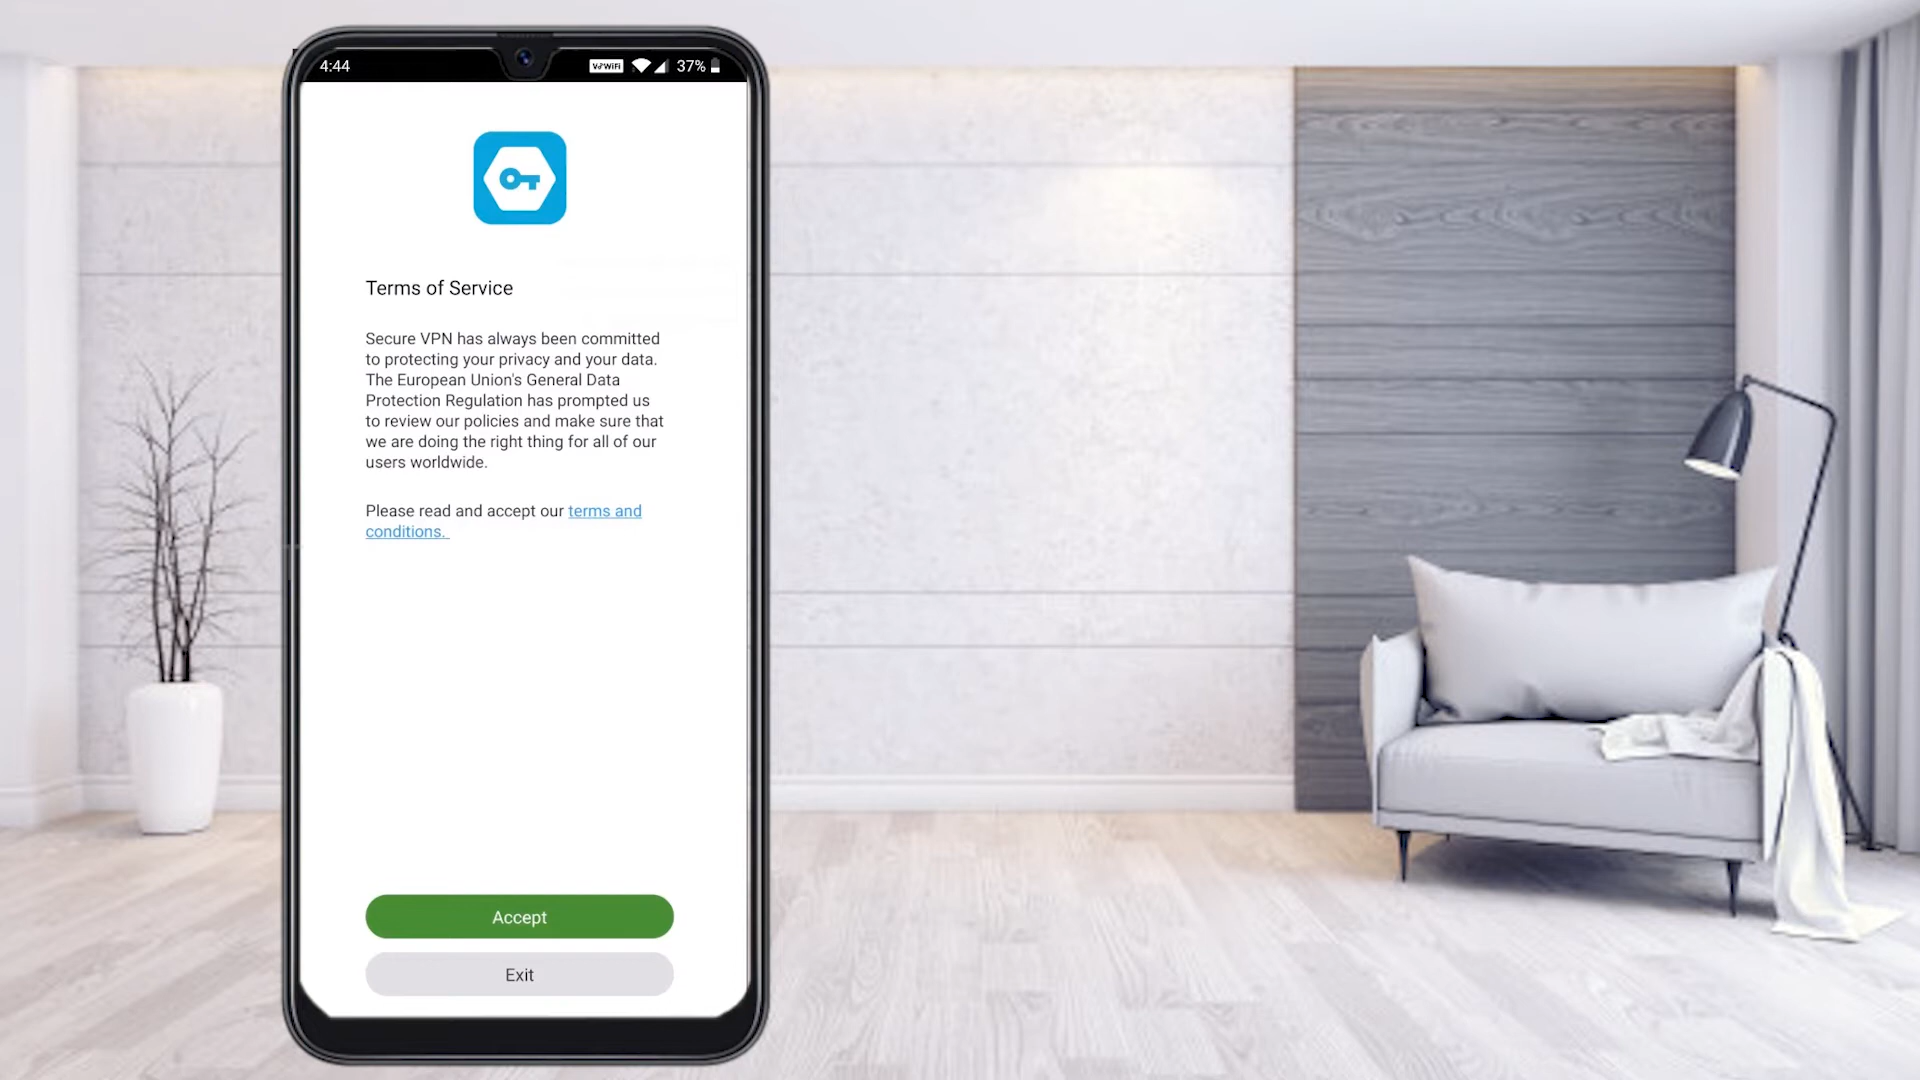 4:44
VoWiFi 37%
Terms of Service
Secure VPN has always been committed
to protecting your privacy and your data.
The European Union's General Data
Protection Regulation has prompted us
to review our policies and make sure that
we are doing the right thing for all of our
users worldwide.
Please read and accept our terms and
conditions.
Accept
Exit